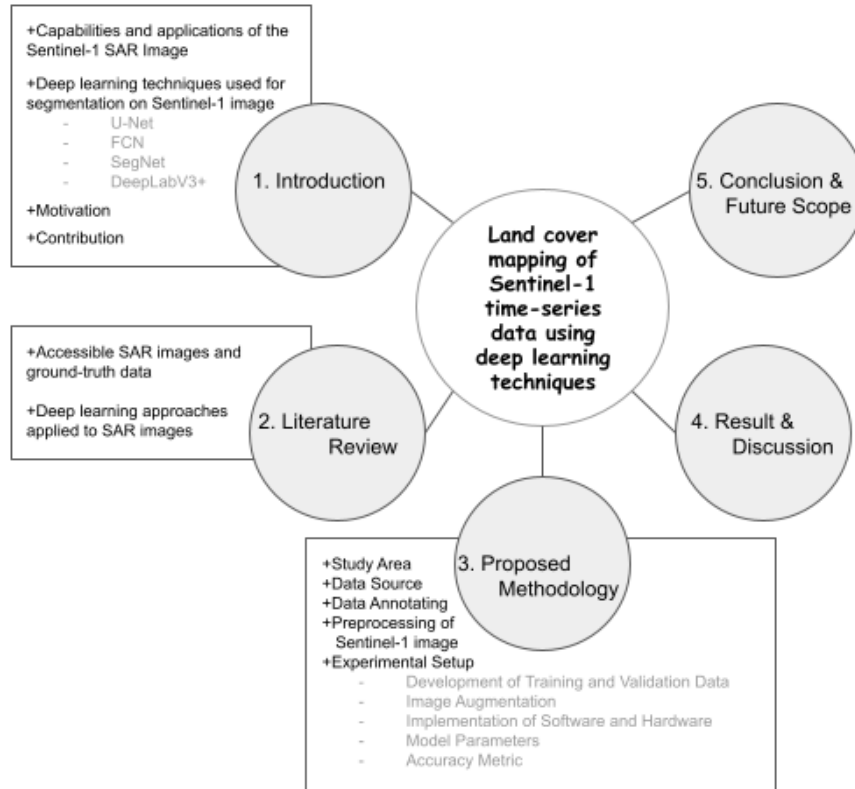 +Capabilities and applications of the
Sentinel-1 SAR Image
+Deep learning techniques used for
segmentation on Sentinel-1 image
- U-Net
- FCN
- SegNet
- DeepLabV3+
+Motivation
+Contribution
1. Introduction
Land cover
mapping of
Sentinel-1
time-series
data using
deep learning
techniques
5. Conclusion &
Future Scope
+Accessible SAR images and
ground-truth data
+Deep learning approaches
applied to SAR images
2. Literature
Review
4. Result &
Discussion
3. Proposed
Methodology
+Study Area
+Data Source
+Data Annotating
+Preprocessing of
Sentinel-1 image
+Experimental Setup
- Development of Training and Validation Data
- Image Augmentation
- Implementation of Software and Hardware
- Model Parameters
- Accuracy Metric